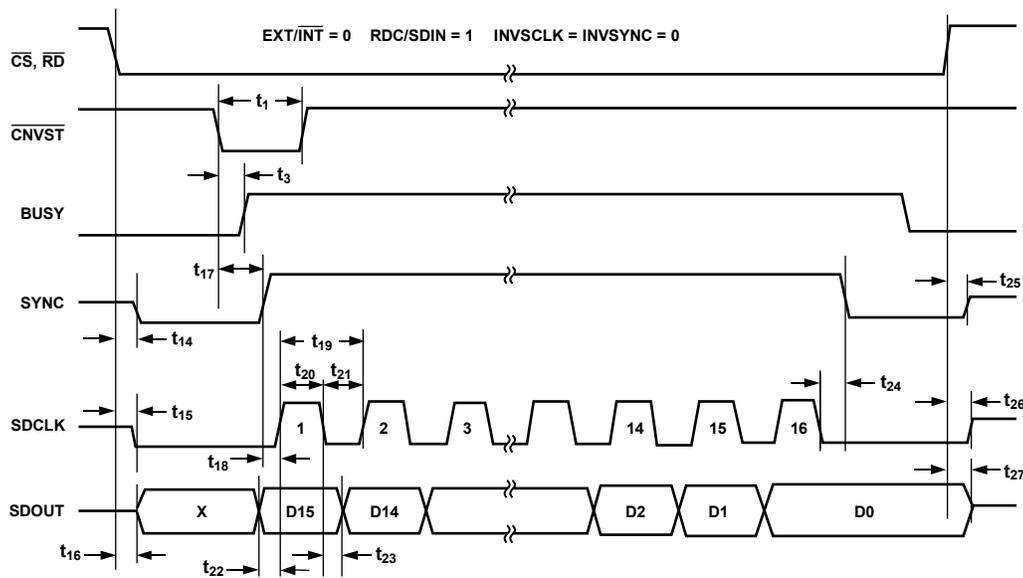 EXT/INT = 0 RDC/SDIN = 1 INVSCLK = INVSYNC = 0
CS, RD
t1
CNVST
t3
BUSY
t17
SYNC
t25
t14
t19
t20 t21
t24
t26
t15
SDCLK
1 2 3 14 15 16
t18
t27
SDOUT
X D15 D14 D2 D1 D0
t16
t22
t23